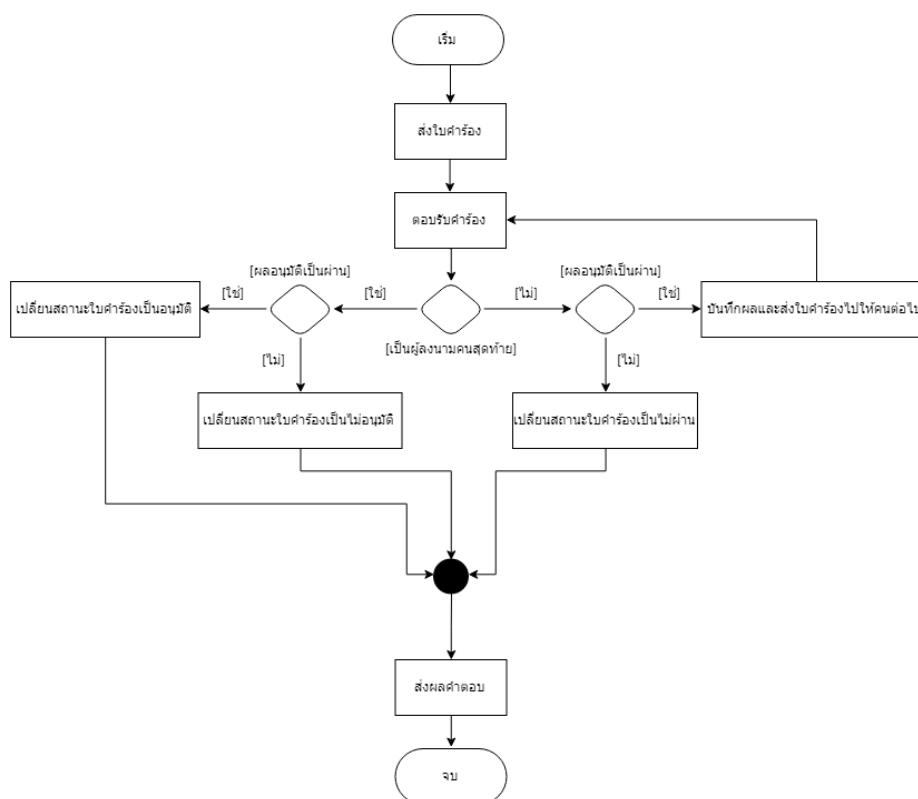 เริ่ม
ส่งใบคำร้อง
ตอบรับคำร้อง
[ผลอนุมัติเป็นผ่าน]
[ผลอนุมัติเป็นผ่าน]
เปลี่ยนสถานะใบคำร้องเป็นอนุมัติ
[ใช่]
[ใช่]
[ไม่]
[ใช่]
บันทึกผลและส่งใบคำร้องไปให้คนต่อไป
[เป็นผู้ลงนามคนสุดท้าย]
[ไม่]
[ไม่]
เปลี่ยนสถานะใบคำร้องเป็นไม่อนุมัติ
เปลี่ยนสถานะใบคำร้องเป็นไม่ผ่าน
ส่งผลคำตอบ
จบ